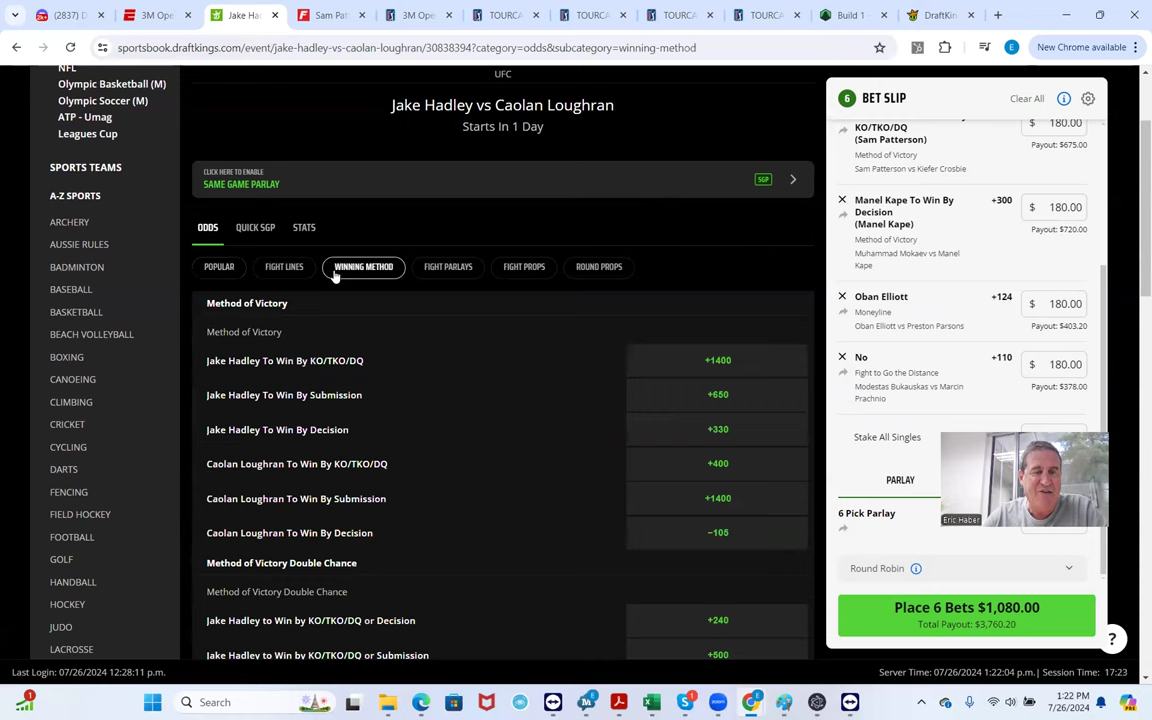 (2837) D
3M Ope
Jake Ha
Sam Pat
3M Ope
TOURCA
TOURCA
TOURCA
TOURCA
Build 1
DraftKin
sportsbook.draftkings.com/event/jake-hadley-vs-caolan-loughran/30838394?category=odds&subcategory=winning-method
E
New Chrome available
NFL
Olympic Basketball (M)
Olympic Soccer (M)
ATP - Umag
Leagues Cup
SPORTS TEAMS
A-Z SPORTS
ARCHERY
AUSSIE RULES
BADMINTON
BASEBALL
BASKETBALL
BEACH VOLLEYBALL
BOXING
CANOEING
CLIMBING
CRICKET
CYCLING
DARTS
FENCING
FIELD HOCKEY
FOOTBALL
GOLF
HANDBALL
HOCKEY
JUDO
LACROSSE
UFC
Jake Hadley vs Caolan Loughran
Starts In 1 Day
CLICK HERE TO ENABLE
SAME GAME PARLAY
SGP
ODDS
QUICK SGP
STATS
POPULAR
FIGHT LINES
WINNING METHOD
FIGHT PARLAYS
FIGHT PROPS
ROUND PROPS
Method of Victory
Method of Victory
Jake Hadley To Win By KO/TKO/DQ +1400
Jake Hadley To Win By Submission +650
Jake Hadley To Win By Decision +330
Caolan Loughran To Win By KO/TKO/DQ +400
Caolan Loughran To Win By Submission +1400
Caolan Loughran To Win By Decision −105
Method of Victory Double Chance
Method of Victory Double Chance
Jake Hadley to Win by KO/TKO/DQ or Decision +240
Jake Hadley to Win by KO/TKO/DQ or Submission +500
6 BET SLIP Clear All
KO/TKO/DQ $ 180.00
(Sam Patterson) Payout: $675.00
Method of Victory
Sam Patterson vs Kiefer Crosbie
Manel Kape To Win By +300 $ 180.00
Decision
(Manel Kape) Payout: $720.00
Method of Victory
Muhammad Mokaev vs Manel
Kape
Oban Elliott +124 $ 180.00
Moneyline
Oban Elliott vs Preston Parsons Payout: $403.20
No +110 $ 180.00
Fight to Go the Distance
Modestas Bukauskas vs Marcin Payout: $378.00
Prachnio
Stake All Singles
PARLAY
6 Pick Parlay
Eric Haber
Round Robin
Place 6 Bets $1,080.00
Total Payout: $3,760.20
?
Last Login: 07/26/2024 12:28:11 p.m.
Server Time: 07/26/2024 1:22:04 p.m. | Session Time: 17:23
1
Search
1:22 PM
7/26/2024